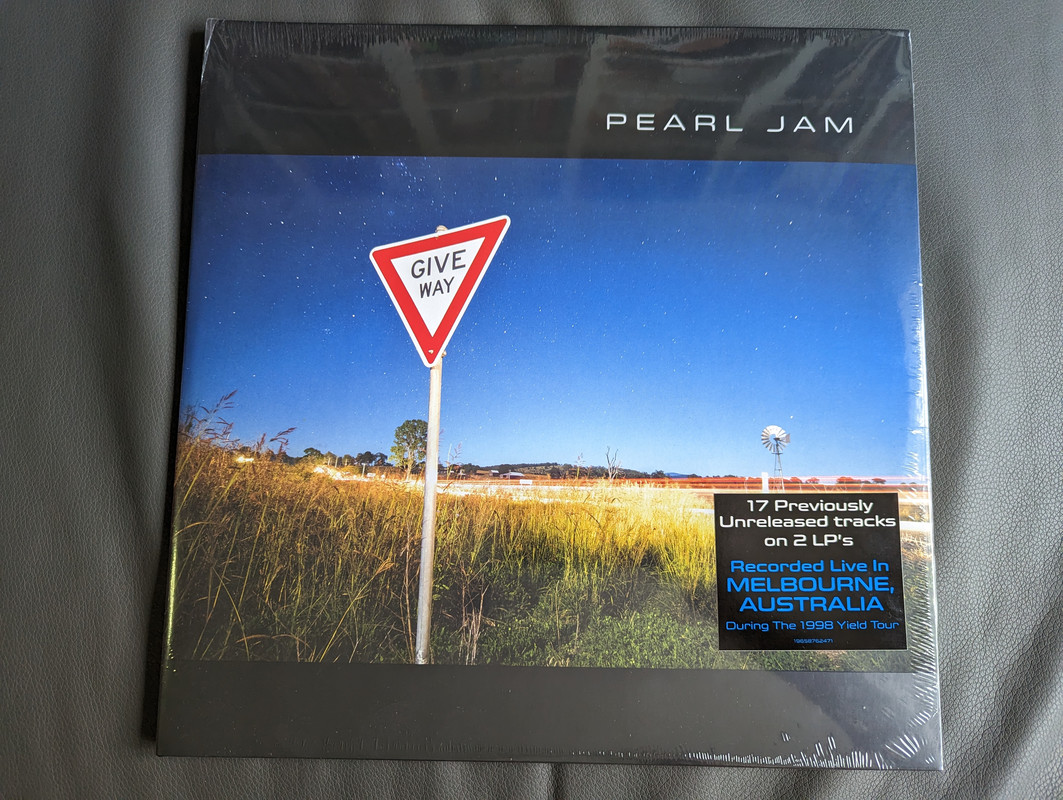 PEARL JAM
GIVE
WAY
17 Previously
Unreleased tracks
on 2 LP's
Recorded Live In
MELBOURNE,
AUSTRALIA
During The 1998 Yield Tour
19658762471